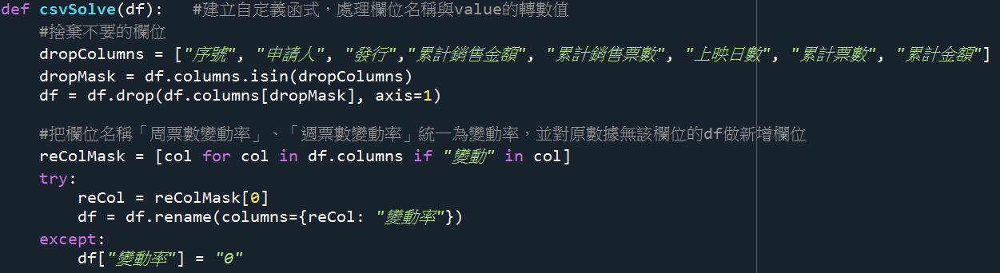 def csvSolve(df):   #建立自定義函式，處理欄位名稱與value的轉數值
    #捨棄不要的欄位
    dropColumns = ["序號", "申請人", "發行","累計銷售金額", "累計銷售票數", "上映日數", "累計票數", "累計金額"]
    dropMask = df.columns.isin(dropColumns)
    df = df.drop(df.columns[dropMask], axis=1)
    #把欄位名稱「周票數變動率」、「週票數變動率」統一為變動率，並對原數據無該欄位的df做新增欄位
    reColMask = [col for col in df.columns if "變動" in col]
    try:
        reCol = reColMask[0]
        df = df.rename(columns={reCol: "變動率"})
    except:
        df["變動率"] = "0"